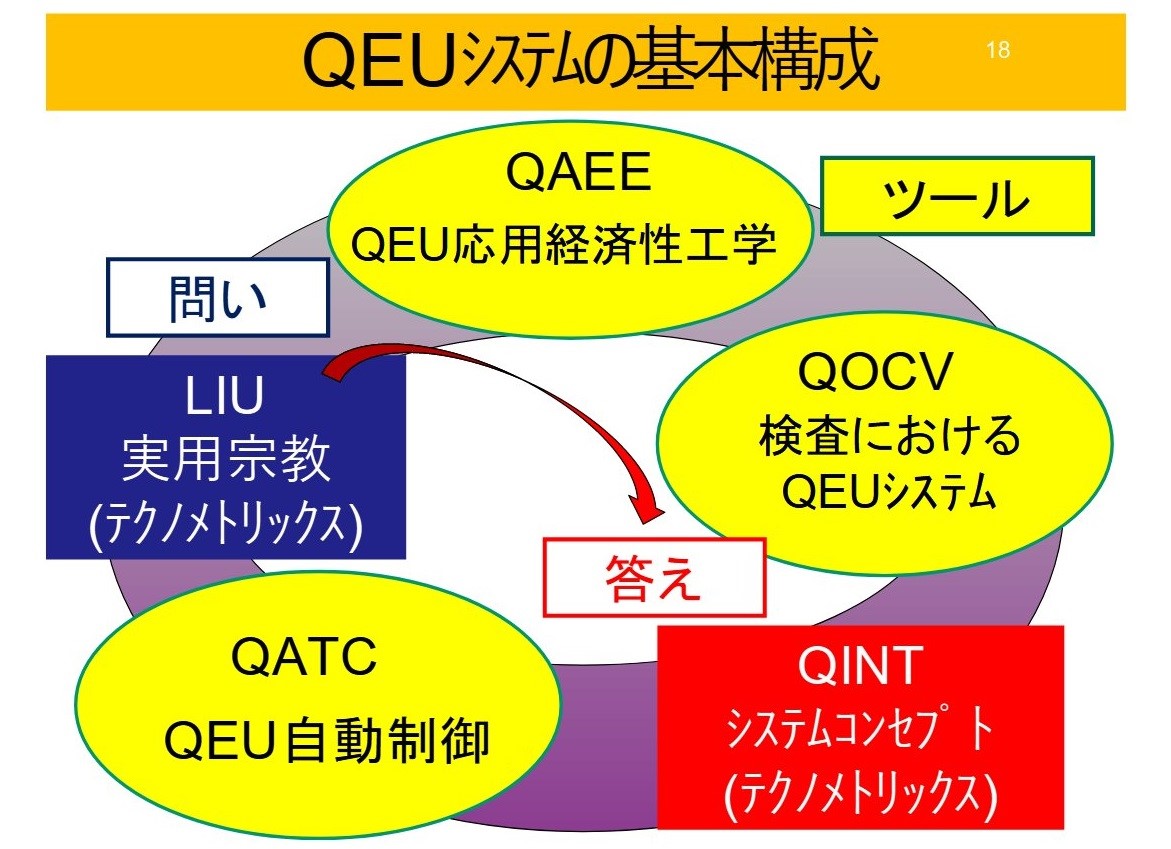 QEUシステムの基本構成
18
QAEE
QEU応用経済性工学
ツール
問い
LIU
実用宗教
(テクノメトリックス)
QOCV
検査における
QEUシステム
答え
QATC
QEU自動制御
QINT
システムコンセプト
(テクノメトリックス)